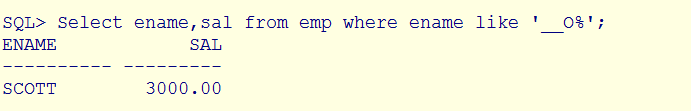 SQL> Select ename,sal from emp where ename like '__O%';
ENAME            SAL
---------- ---------
SCOTT        3000.00